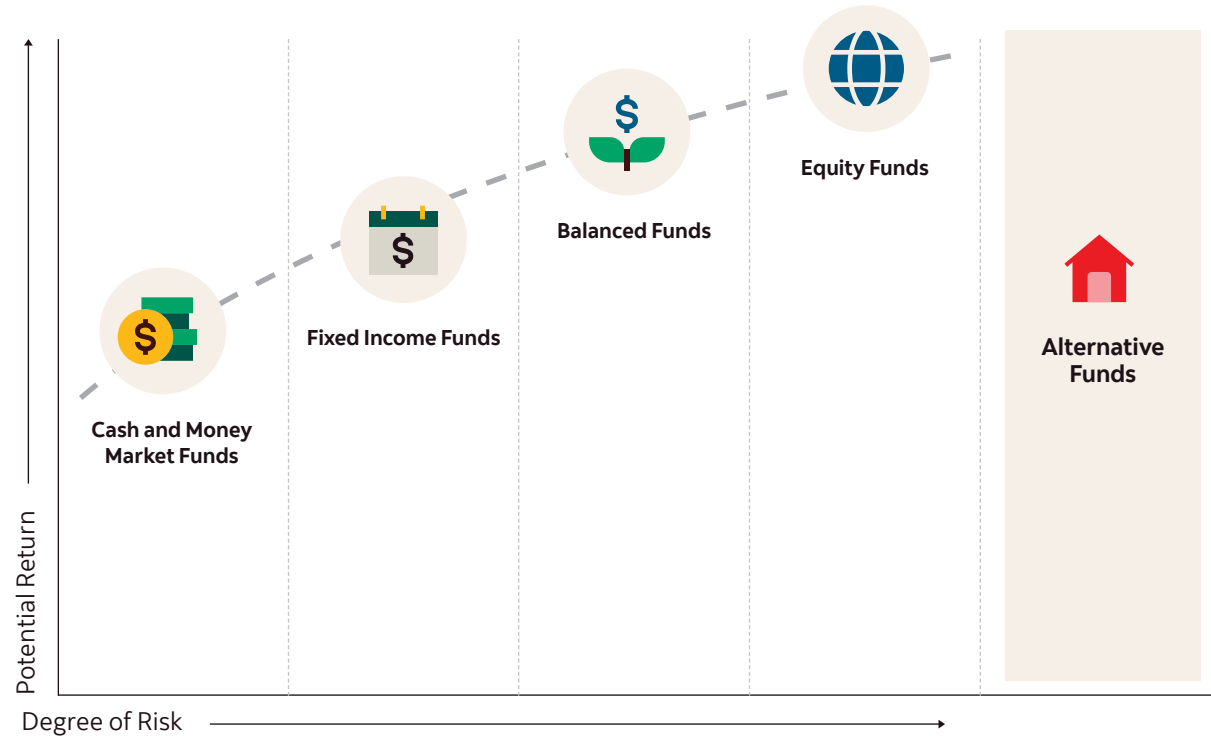 $
Equity Funds
$
Balanced Funds
$
Fixed Income Funds
$
Cash and Money
Market Funds
Alternative
Funds
Potential Return
Degree of Risk